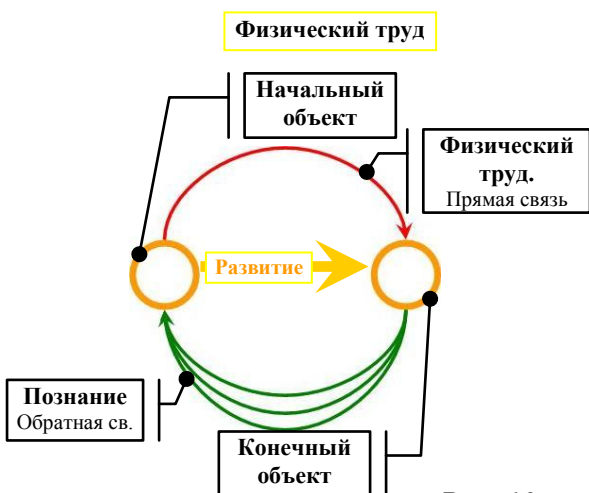 Физический труд
Начальный
объект
Физический
труд.
Прямая связь
Развитие
Познание
Обратная св.
Конечный
объект